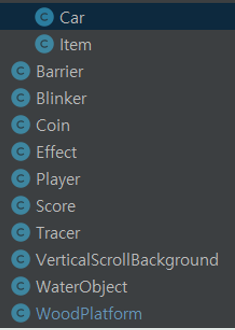 C Car
C Item
C Barrier
C Blinker
C Coin
C Effect
C Player
C Score
C Tracer
C VerticalScrollBackground
C WaterObject
C WoodPlatform